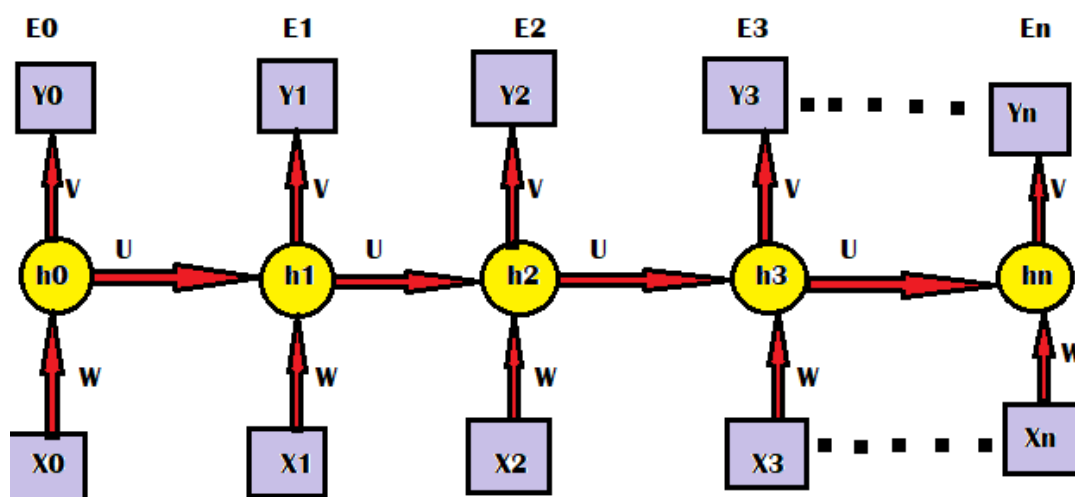 E0 E1 E2 E3 En
Y0 Y1 Y2 Y3 Yn
V V V V V
U U U U
h0 h1 h2 h3 hn
W W W W W
X0 X1 X2 X3 Xn